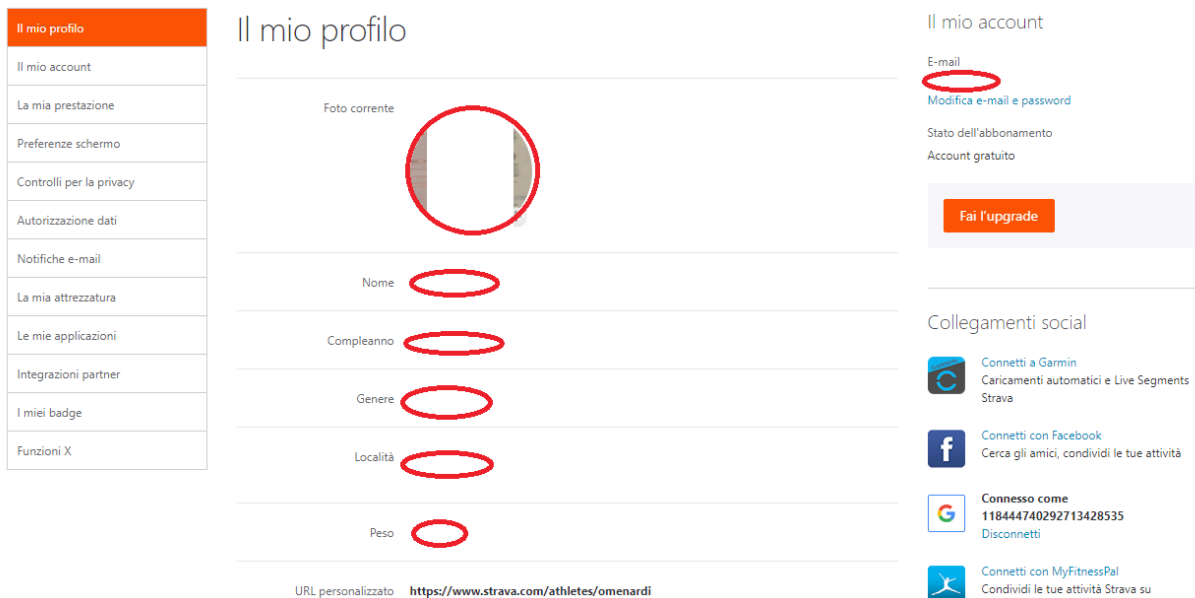 Il mio profilo
Il mio account
La mia prestazione
Preferenze schermo
Controlli per la privacy
Autorizzazione dati
Notifiche e-mail
La mia attrezzatura
Le mie applicazioni
Integrazioni partner
I miei badge
Funzioni X
Il mio profilo
Foto corrente
Nome
Compleanno
Genere
Località
Peso
URL personalizzato https://www.strava.com/athletes/omenardi
Il mio account
E-mail
Modifica e-mail e password
Stato dell'abbonamento
Account gratuito
Fai l'upgrade
Collegamenti social
Connetti a Garmin
Caricamenti automatici e Live Segments
Strava
Connetti con Facebook
Cerca gli amici, condividi le tue attività
Connesso come
118444740292713428535
Disconnetti
Connetti con MyFitnessPal
Condividi le tue attività Strava su